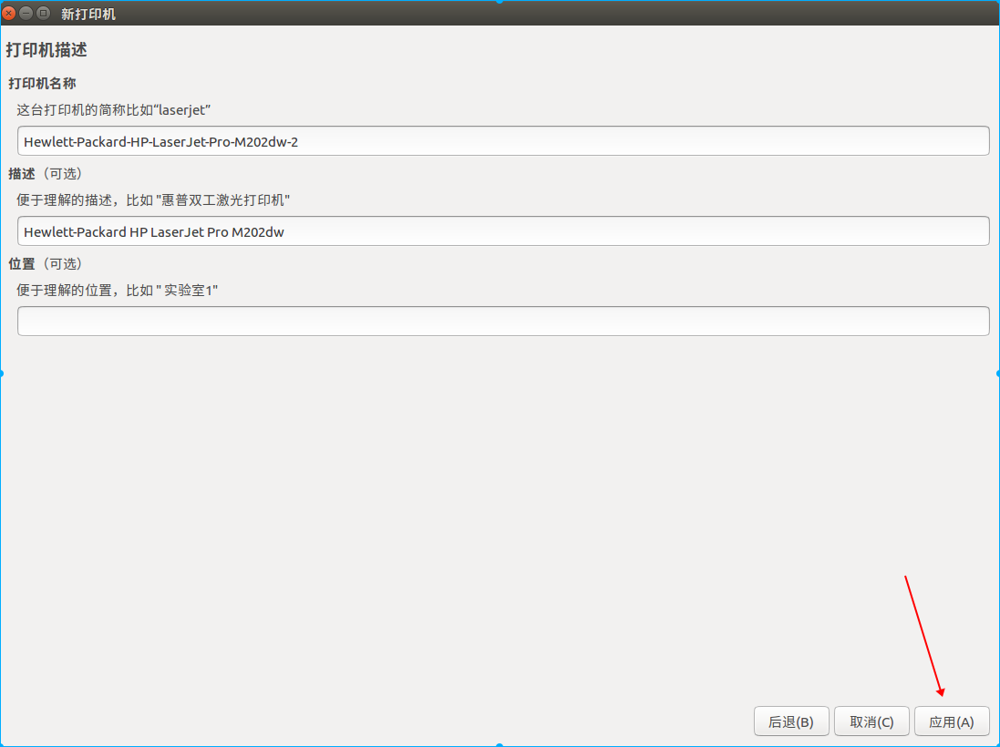 新打印机
打印机描述
打印机名称
这台打印机的简称比如“laserjet”
Hewlett-Packard-HP-LaserJet-Pro-M202dw-2
描述（可选）
便于理解的描述，比如 "惠普双工激光打印机"
Hewlett-Packard HP LaserJet Pro M202dw
位置（可选）
便于理解的位置，比如 " 实验室1"
后退(B) 取消(C) 应用(A)